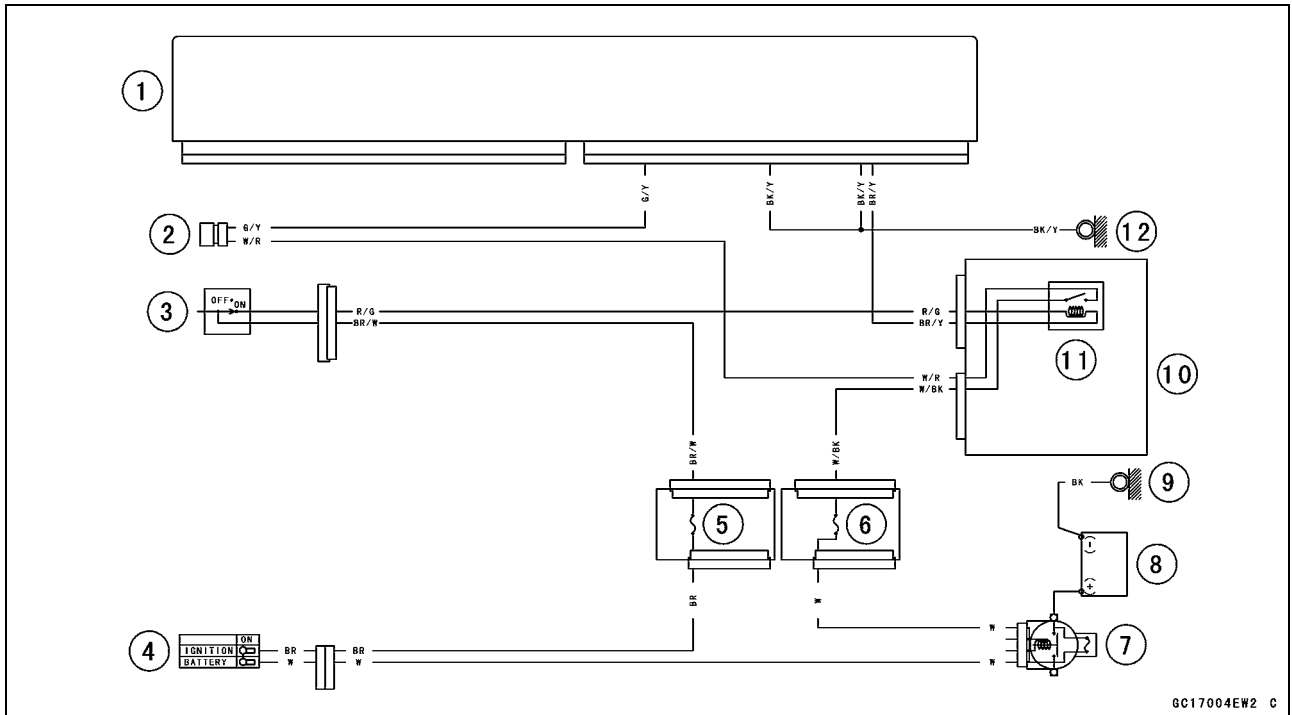 1
G/Y
BK/Y
BK/Y
BR/Y
2
G/Y
W/R
BK/Y
12
3
OFF ON
R/G
BR/W
R/G
BR/Y
11
10
W/R
W/BK
BR/W
W/BK
BK
9
5
6
(-)
8
(+)
BR
W
4
ON
IGNITION
BATTERY
BR
W
BR
W
W
W
7
GC17004EW2 C